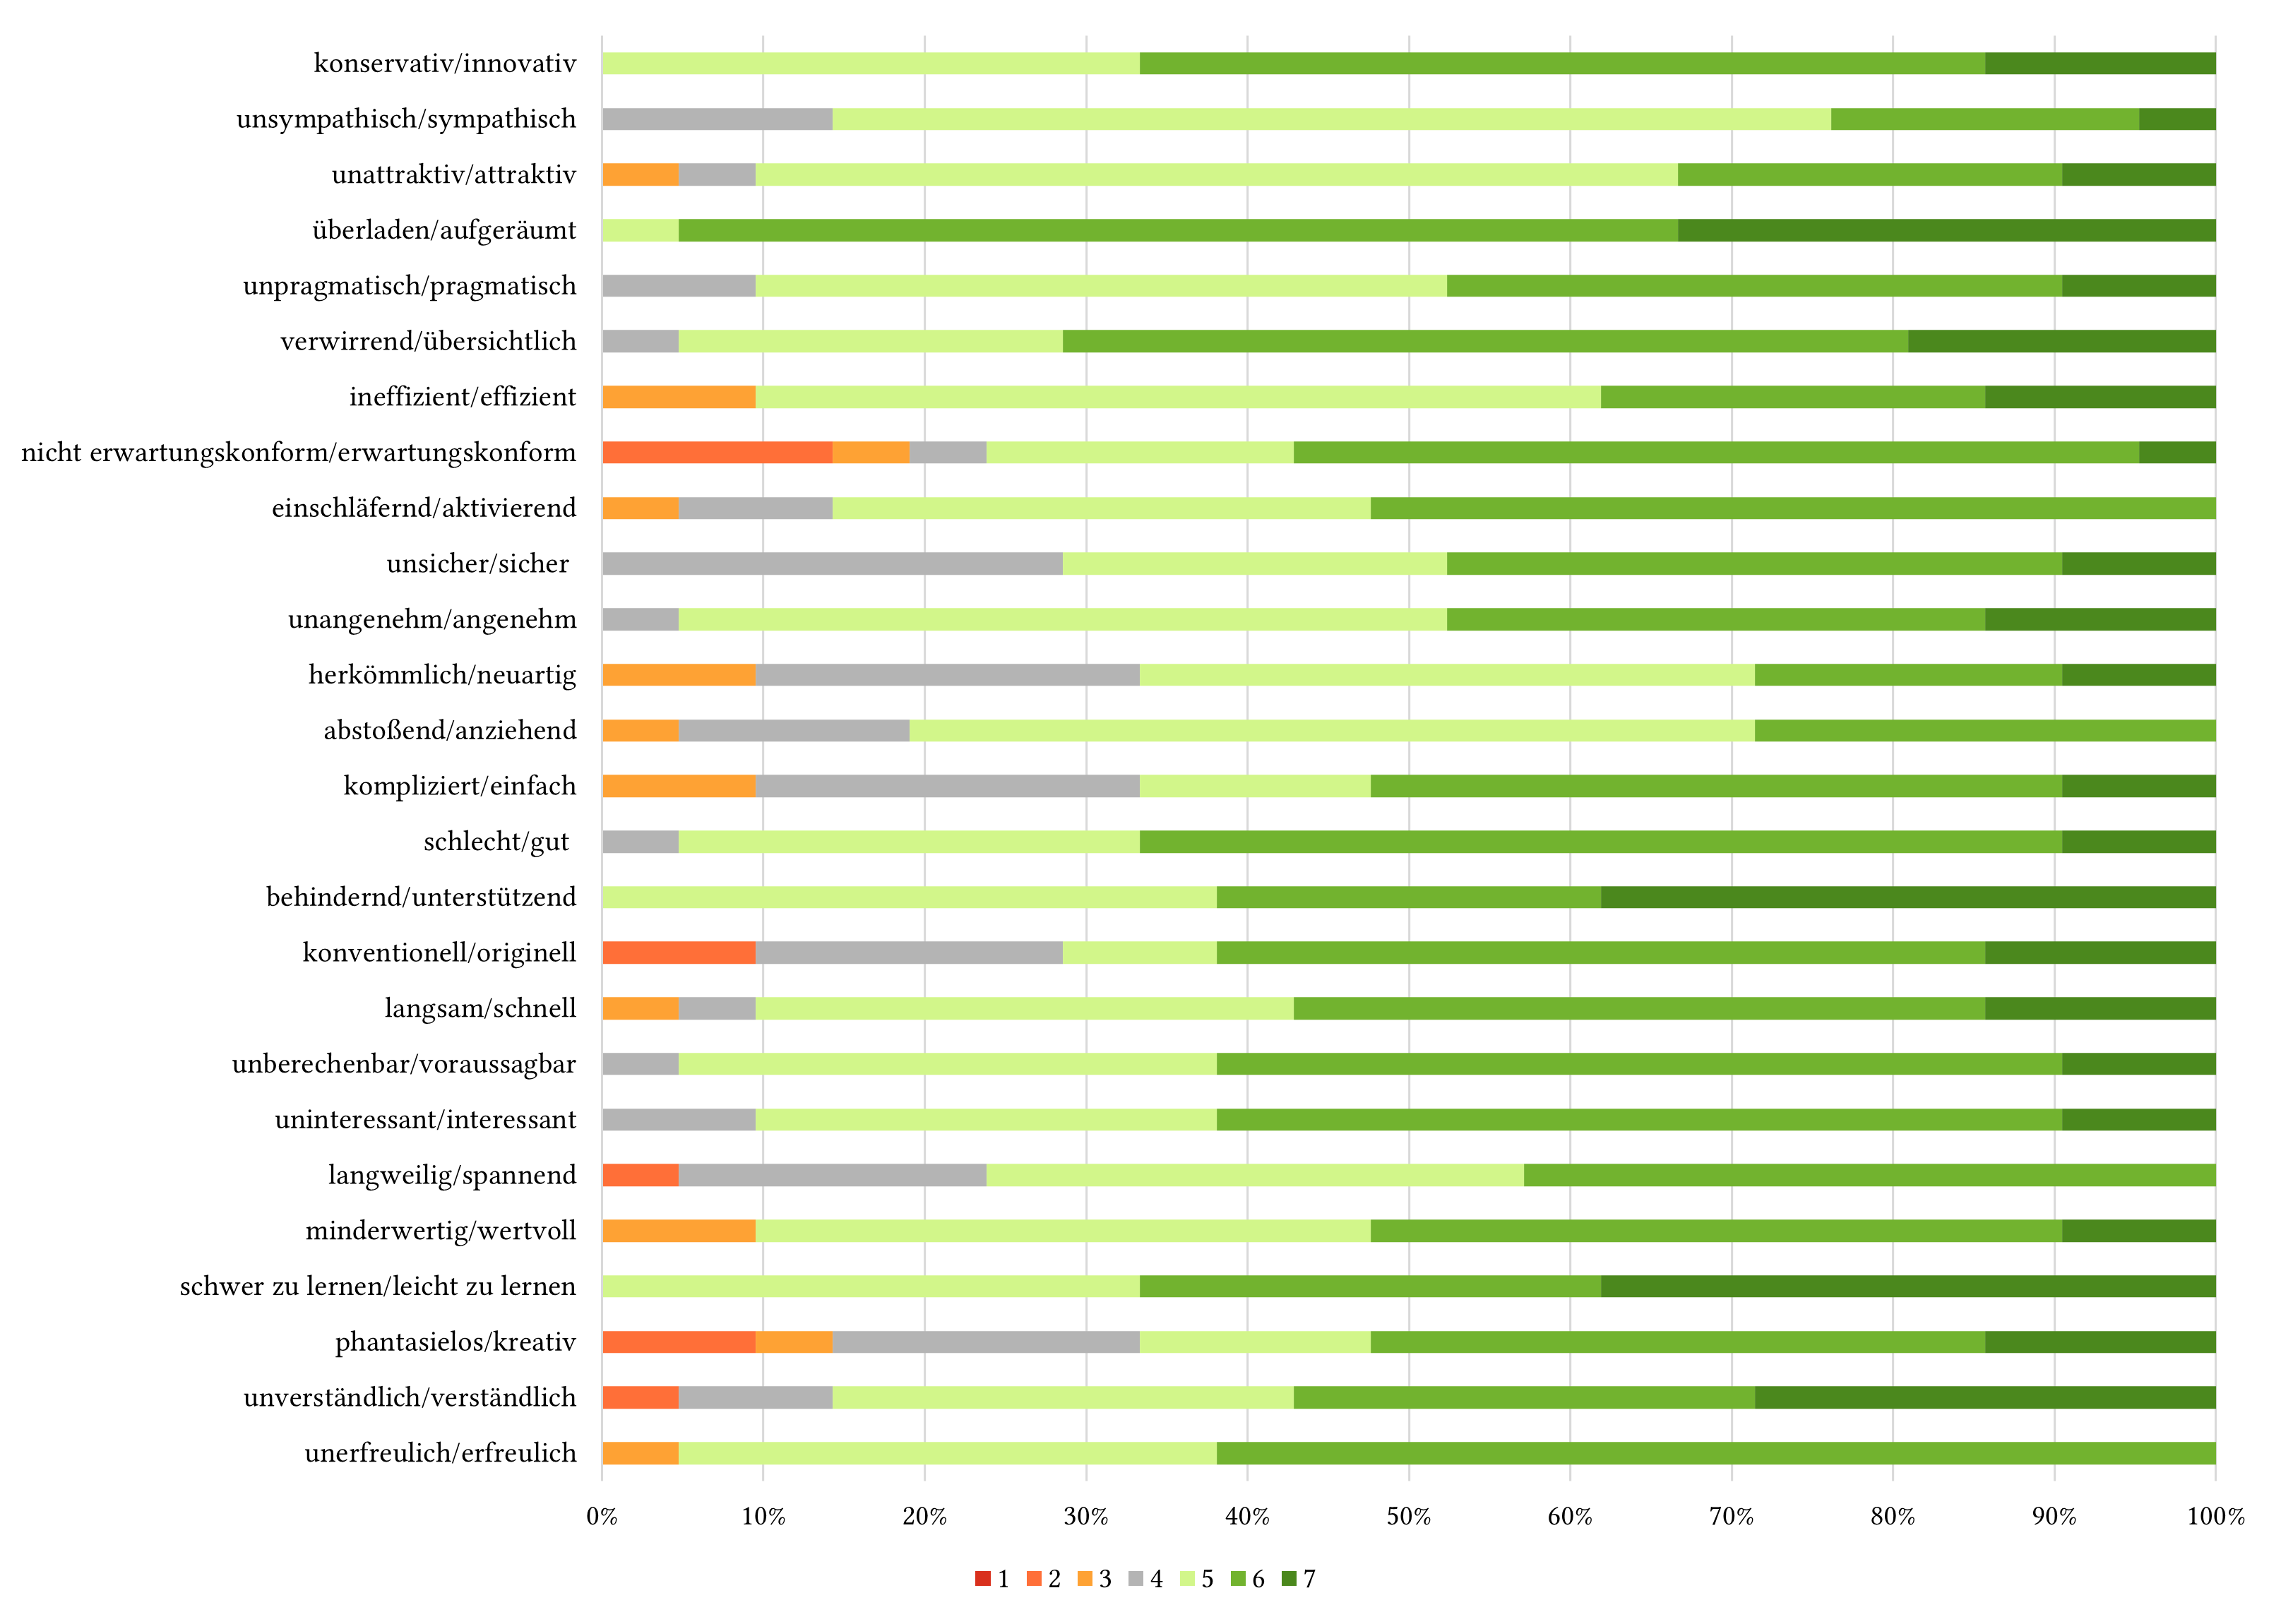 konservativ/innovativ
unsympathisch/sympathisch
unattraktiv/attraktiv
überladen/aufgeräumt
unpragmatisch/pragmatisch
verwirrend/übersichtlich
ineffizient/effizient
nicht erwartungskonform/erwartungskonform
einschläfernd/aktivierend
unsicher/sicher
unangenehm/angenehm
herkömmlich/neuartig
abstoßend/anziehend
kompliziert/einfach
schlecht/gut
behindernd/unterstützend
konventionell/originell
langsam/schnell
unberechenbar/voraussagbar
uninteressant/interessant
langweilig/spannend
minderwertig/wertvoll
schwer zu lernen/leicht zu lernen
phantasielos/kreativ
unverständlich/verständlich
unerfreulich/erfreulich
0% 10% 20% 30% 40% 50% 60% 70% 80% 90% 100%
1 2 3 4 5 6 7